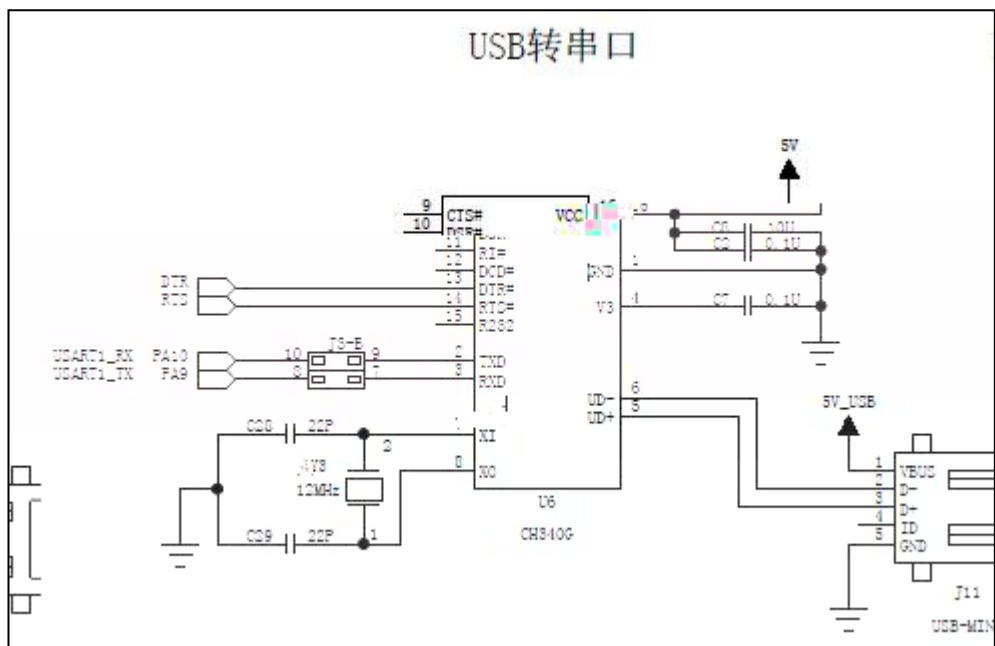 USB转串口
5V
9 CTS#
10 DSR#
VCC
11 RI#
12 DCD#
13 DTR#
14 RTS#
15 R232
C2 0.1U
10U
1 GND
4 V3
C7 0.1U
DTR
RTS
USART1_RX PA10 10 9 2 TXD
USART1_TX PA9 8 7 3 RXD
6 UD-
5 UD+
5V_USB
C28 22P
2
XI
8 XO
12MHz
C29 22P
1
U6
CH340G
1 VBUS
2 D-
3 D+
4 ID
5 GND
J11
USB-MIN